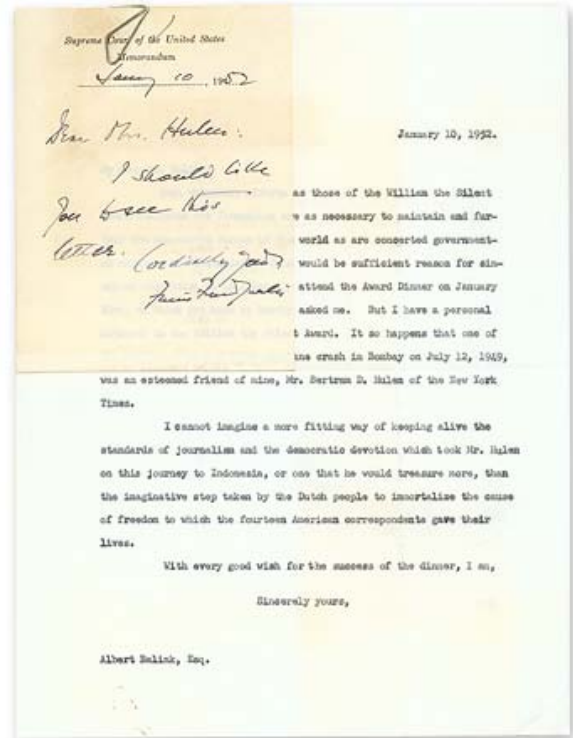 Supreme Court of the United States
Memorandum
January 10, 1952
Dear Mrs. Hulen:
I should like
you to see this
letter.
Cordially yours
Felix Frankfurter
January 10, 1952.
as those of the William the Silent
as necessary to maintain and fur-
world as are concerted government-
would be sufficient reason for sin-
attend the Award Dinner on January
asked me. But I have a personal
t Award. It so happens that one of
ane crash in Bombay on July 12, 1949,
was an esteemed friend of mine, Mr. Bertram D. Hulen of the New York
Times.
I cannot imagine a more fitting way of keeping alive the
standards of journalism and the democratic devotion which took Mr. Hulen
on this journey to Indonesia, or one that he would treasure more, than
the imaginative step taken by the Dutch people to immortalize the cause
of freedom to which the fourteen American correspondents gave their
lives.
With every good wish for the success of the dinner, I am,
Sincerely yours,
Albert Balink, Esq.